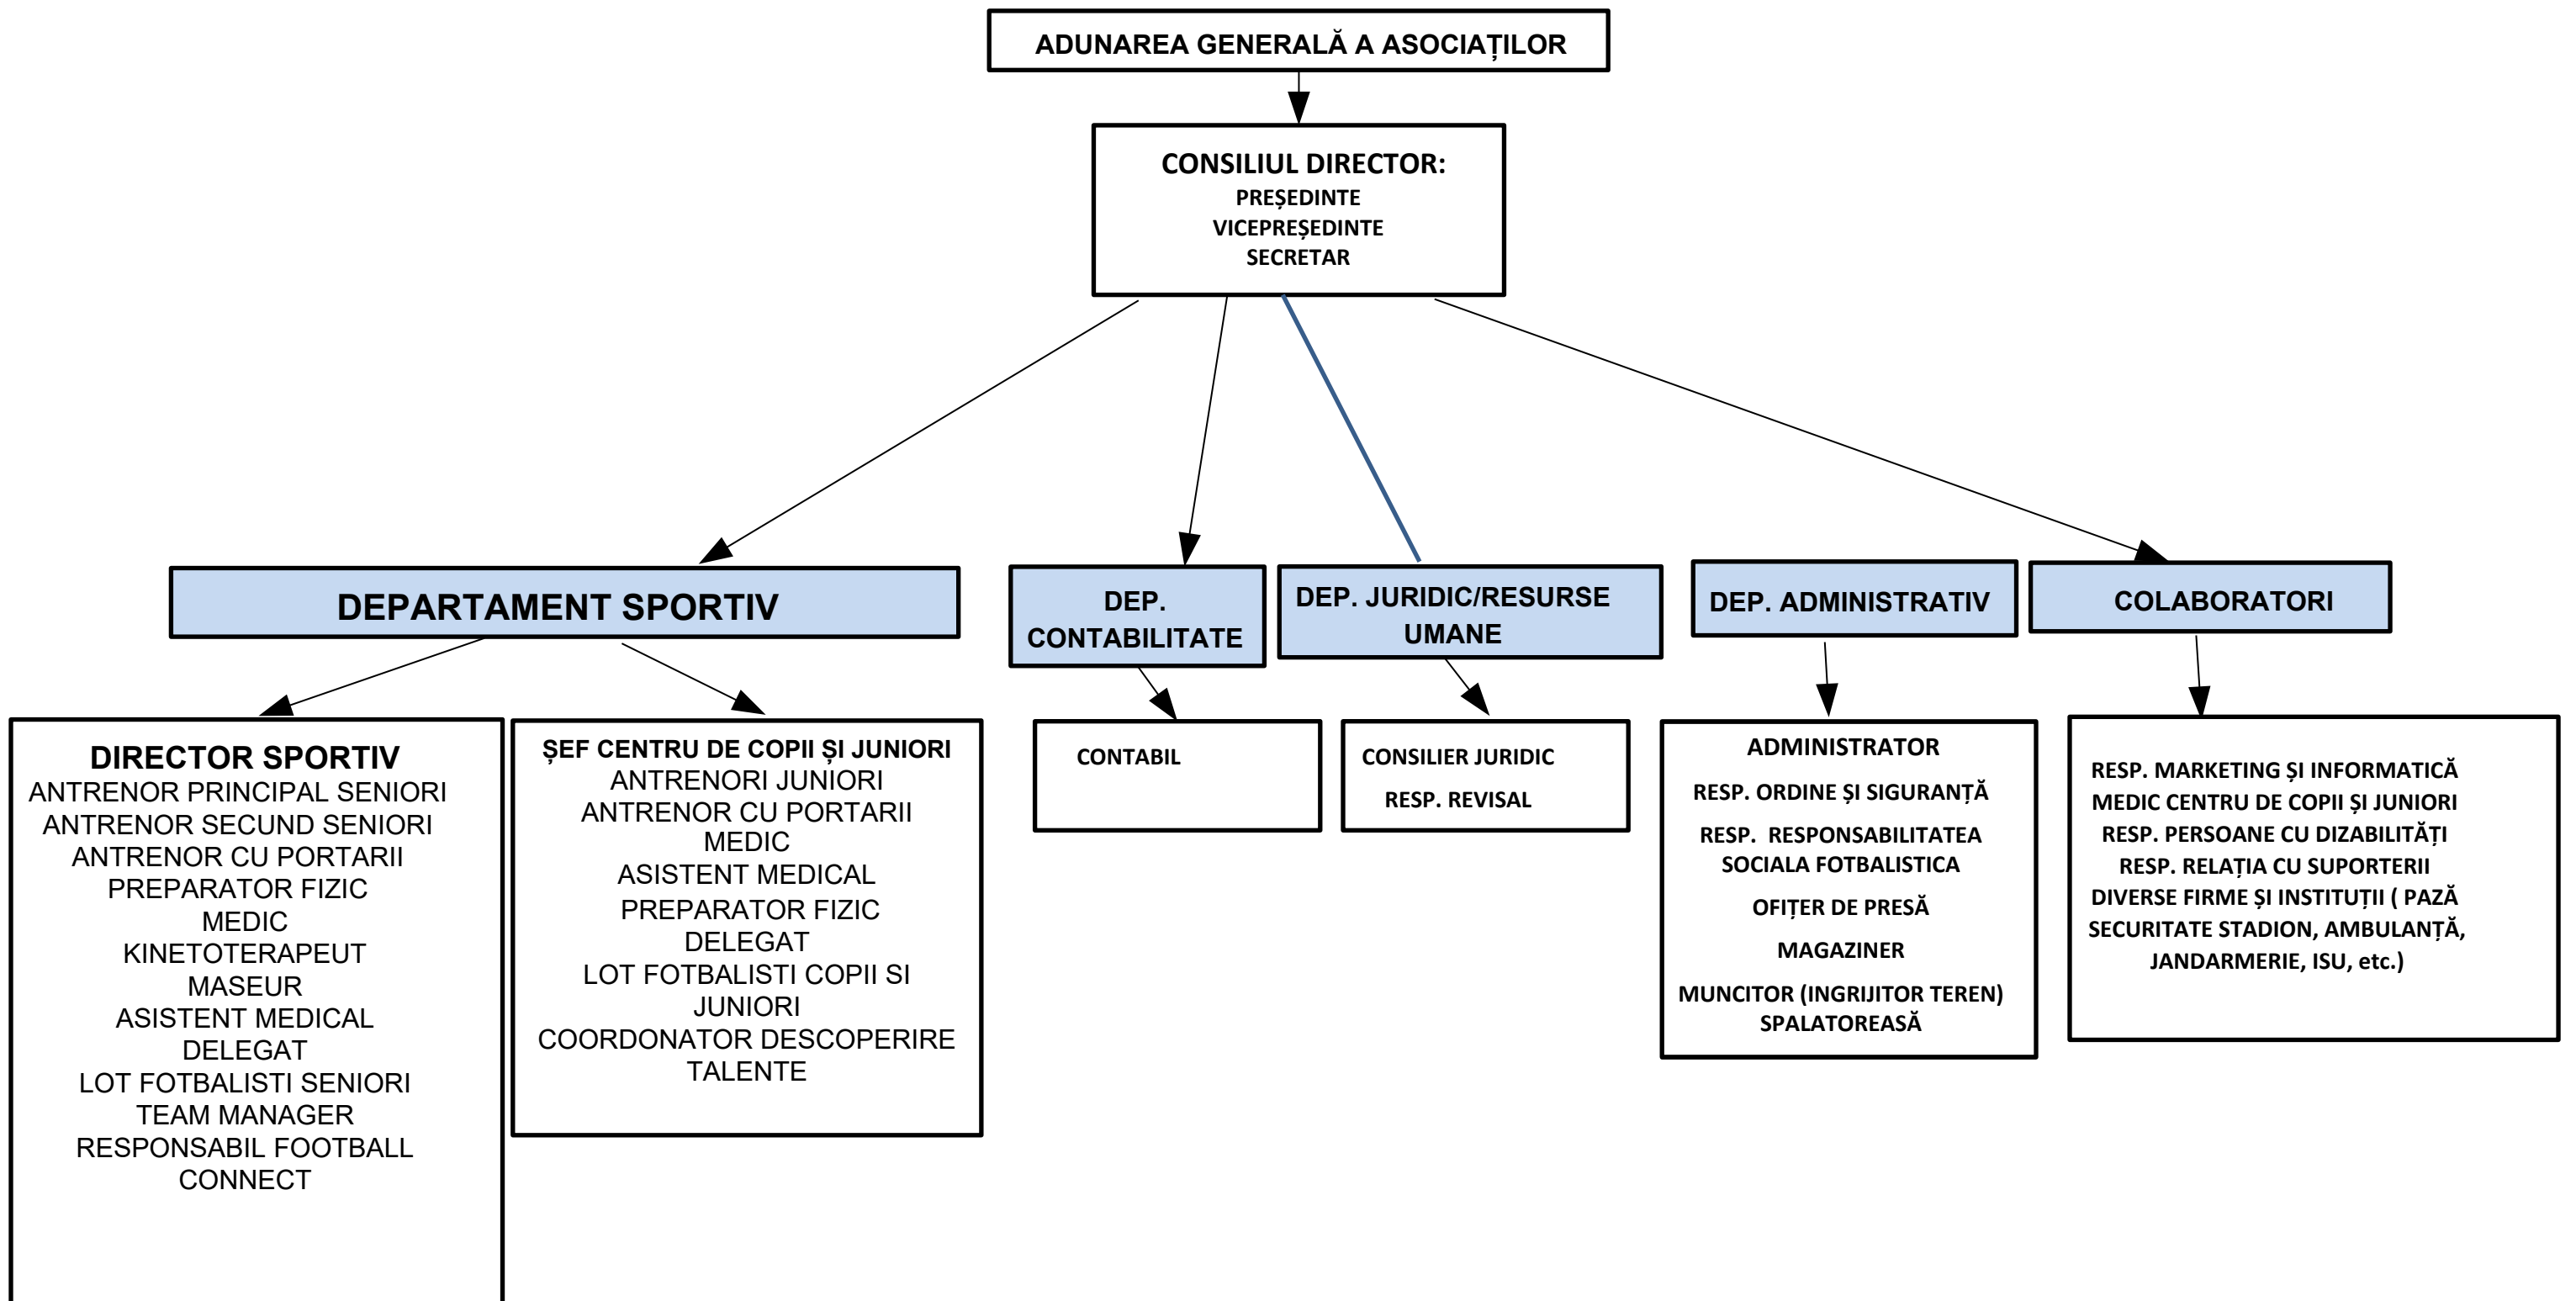 ADUNAREA GENERALĂ A ASOCIAȚILOR
CONSILIUL DIRECTOR:
PREȘEDINTE
VICEPREȘEDINTE
SECRETAR
DEPARTAMENT SPORTIV
DEP.
CONTABILITATE
DEP. JURIDIC/RESURSE
UMANE
DEP. ADMINISTRATIV
COLABORATORI
DIRECTOR SPORTIV
ANTRENOR PRINCIPAL SENIORI
ANTRENOR SECUND SENIORI
ANTRENOR CU PORTARII
PREPARATOR FIZIC
MEDIC
KINETOTERAPEUT
MASEUR
ASISTENT MEDICAL
DELEGAT
LOT FOTBALISTI SENIORI
TEAM MANAGER
RESPONSABIL FOOTBALL
CONNECT
ȘEF CENTRU DE COPII ȘI JUNIORI
ANTRENORI JUNIORI
ANTRENOR CU PORTARII
MEDIC
ASISTENT MEDICAL
PREPARATOR FIZIC
DELEGAT
LOT FOTBALISTI COPII SI
JUNIORI
COORDONATOR DESCOPERIRE
TALENTE
CONTABIL
CONSILIER JURIDIC
RESP. REVISAL
ADMINISTRATOR
RESP. ORDINE ȘI SIGURANȚĂ
RESP. RESPONSABILITATEA
SOCIALA FOTBALISTICA
OFIȚER DE PRESĂ
MAGAZINER
MUNCITOR (INGRIJITOR TEREN)
SPALATOREASĂ
RESP. MARKETING ȘI INFORMATICĂ
MEDIC CENTRU DE COPII ȘI JUNIORI
RESP. PERSOANE CU DIZABILITĂȚI
RESP. RELAȚIA CU SUPORTERII
DIVERSE FIRME ȘI INSTITUȚII ( PAZĂ
SECURITATE STADION, AMBULANȚĂ,
JANDARMERIE, ISU, etc.)